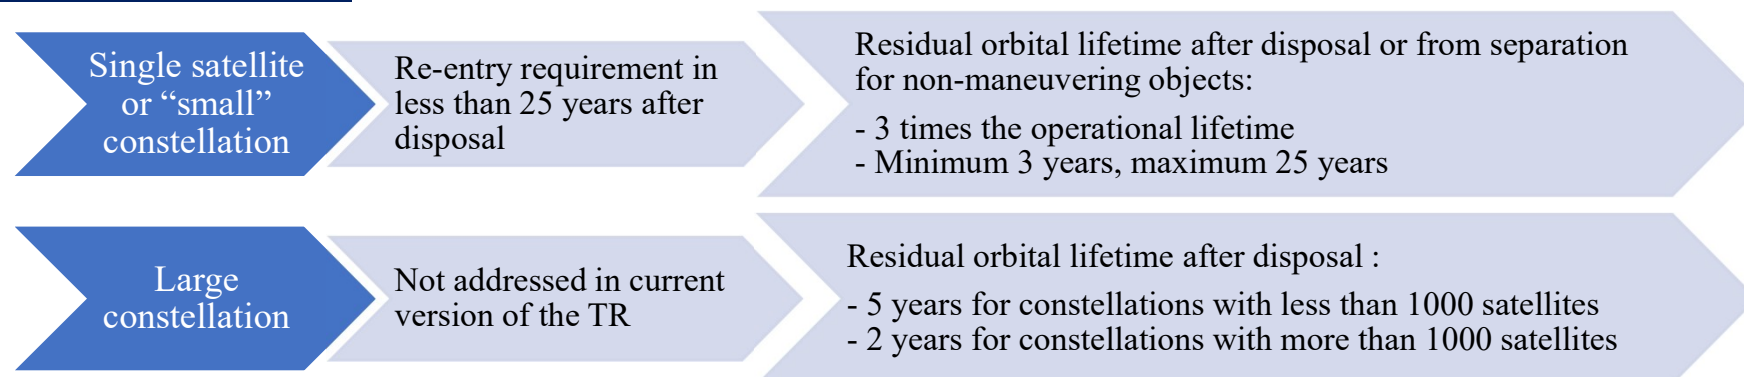 Single satellite
or “small”
constellation
Re-entry requirement in
less than 25 years after
disposal
Residual orbital lifetime after disposal or from separation
for non-maneuvering objects:
- 3 times the operational lifetime
- Minimum 3 years, maximum 25 years
Large
constellation
Not addressed in current
version of the TR
Residual orbital lifetime after disposal :
- 5 years for constellations with less than 1000 satellites
- 2 years for constellations with more than 1000 satellites